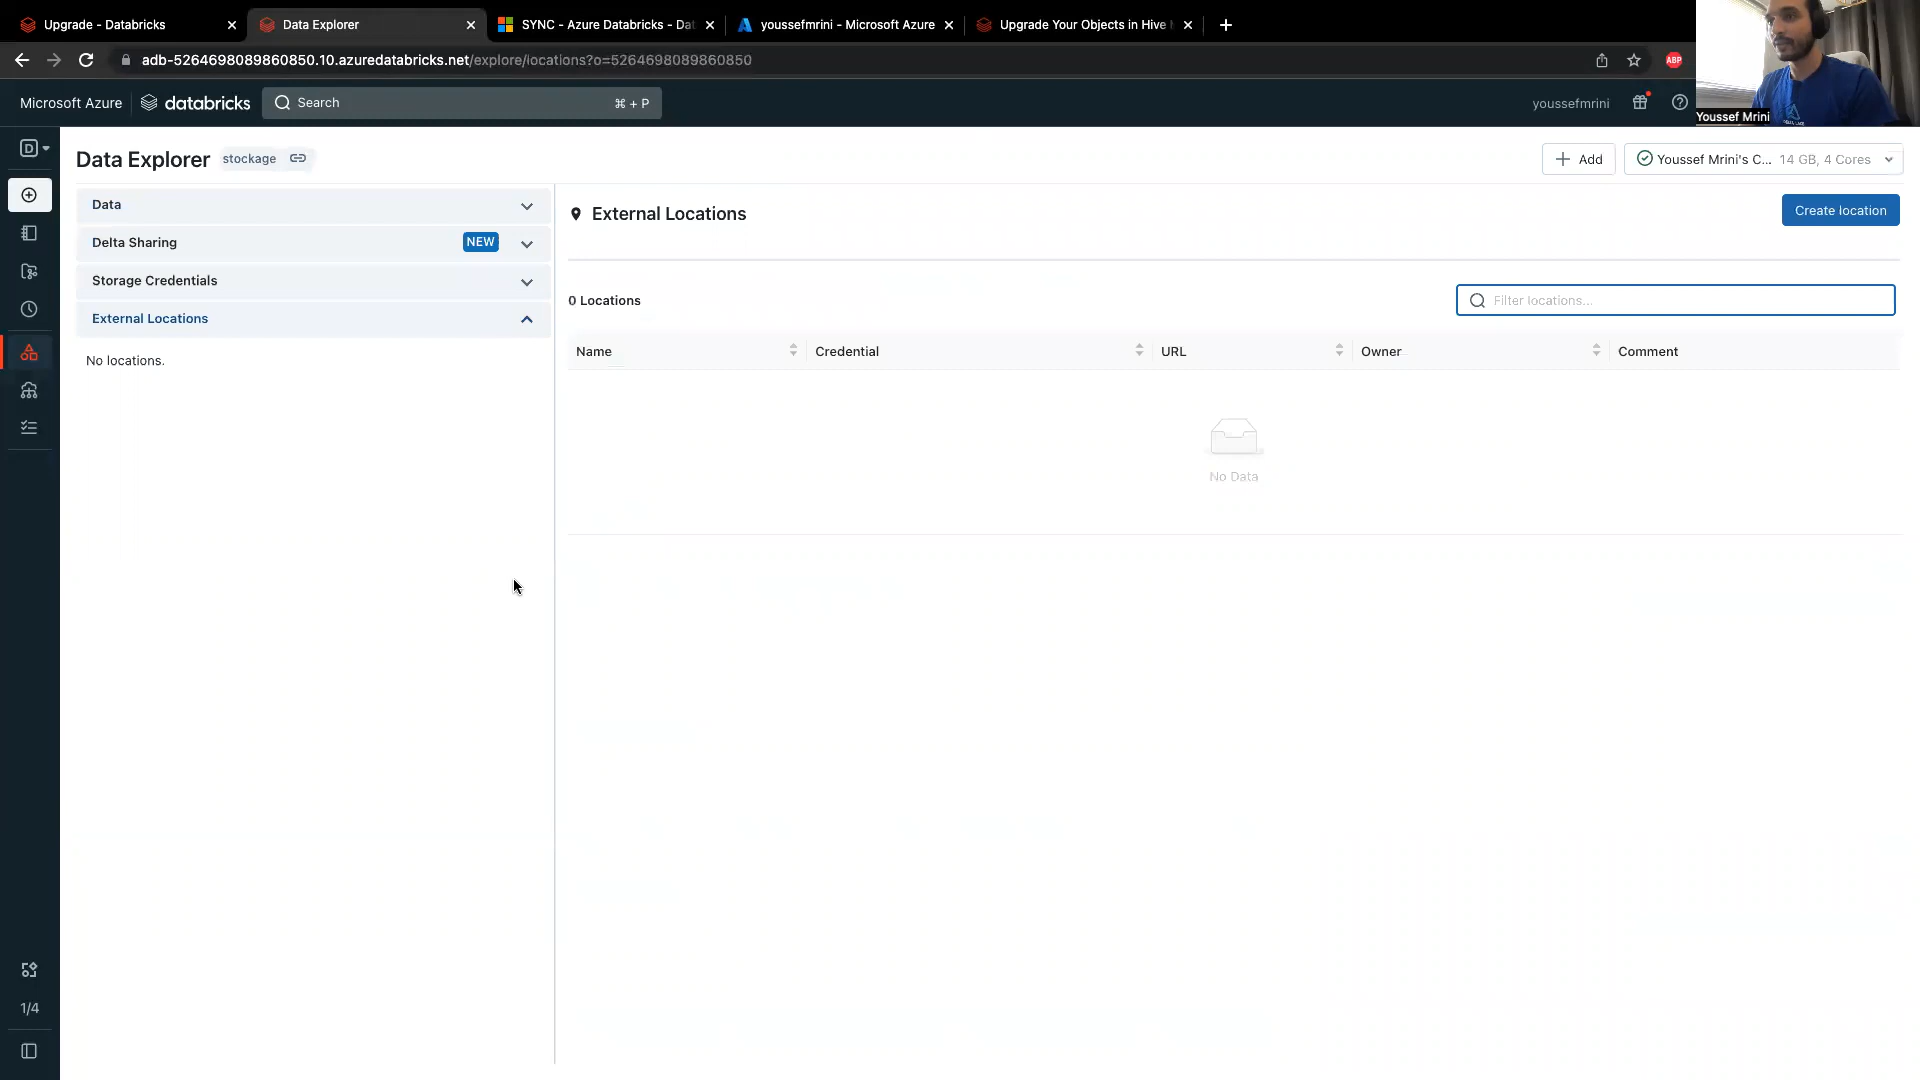 Upgrade - Databricks
Data Explorer
SYNC - Azure Databricks - Dat
youssefmrini - Microsoft Azure
Upgrade Your Objects in Hive
adb-5264698089860850.10.azuredatabricks.net/explore/locations?o=5264698089860850
ABP
Microsoft Azure
databricks
Search
⌘ + P
youssefmrini
Youssef Mrini
D
Data Explorer
stockage
Add
Youssef Mrini's C... 14 GB, 4 Cores
Data
Delta Sharing
NEW
Storage Credentials
External Locations
No locations.
External Locations
Create location
0 Locations
Filter locations...
Name
Credential
URL
Owner
Comment
No Data
1/4